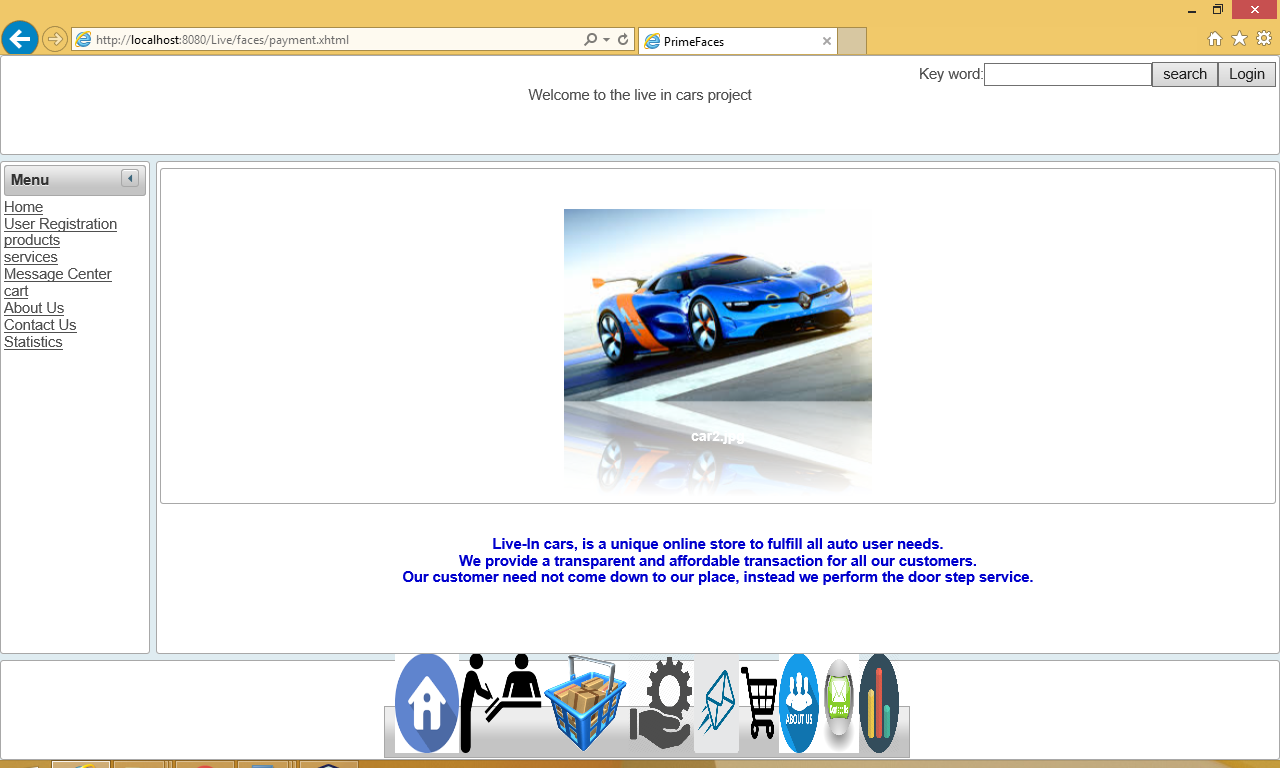 http://localhost:8080/Live/faces/payment.xhtml
PrimeFaces
Key word:
search
Login
Welcome to the live in cars project
Menu
Home
User Registration
products
services
Message Center
cart
About Us
Contact Us
Statistics
car2.jpg
Live-In cars, is a unique online store to fulfill all auto user needs.
We provide a transparent and affordable transaction for all our customers.
Our customer need not come down to our place, instead we perform the door step service.
ABOUT US
Contact Us